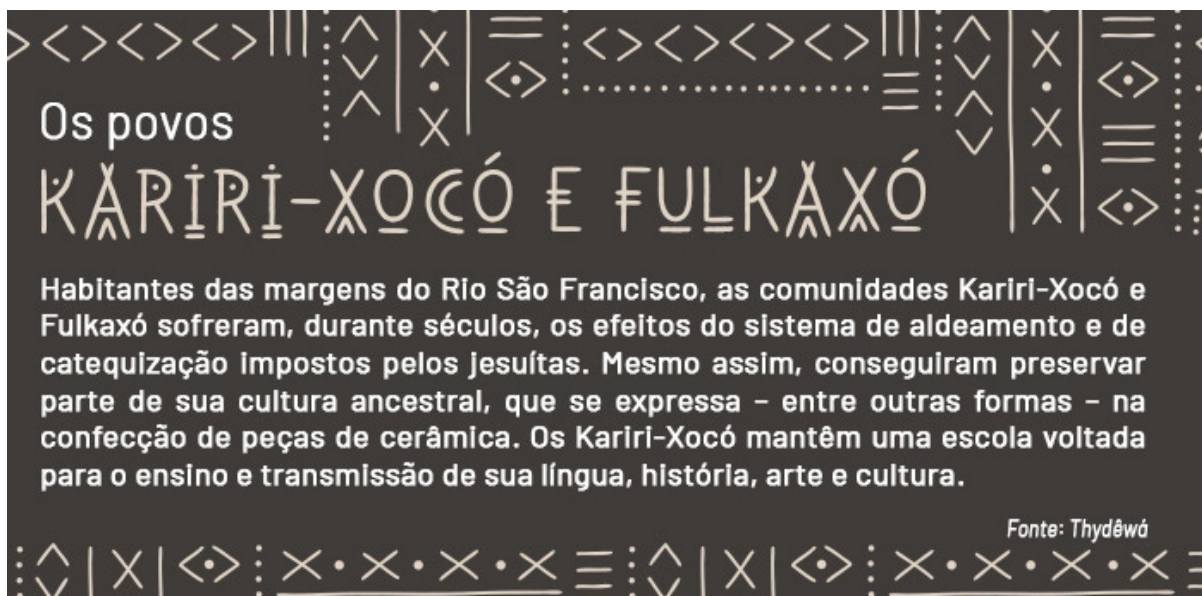 Os povos
KARIRI-XOCÓ E FULKAXÓ
Habitantes das margens do Rio São Francisco, as comunidades Kariri-Xocó e
Fulkaxó sofreram, durante séculos, os efeitos do sistema de aldeamento e de
catequização impostos pelos jesuítas. Mesmo assim, conseguiram preservar
parte de sua cultura ancestral, que se expressa – entre outras formas – na
confecção de peças de cerâmica. Os Kariri-Xocó mantêm uma escola voltada
para o ensino e transmissão de sua língua, história, arte e cultura.
Fonte: Thydêwá